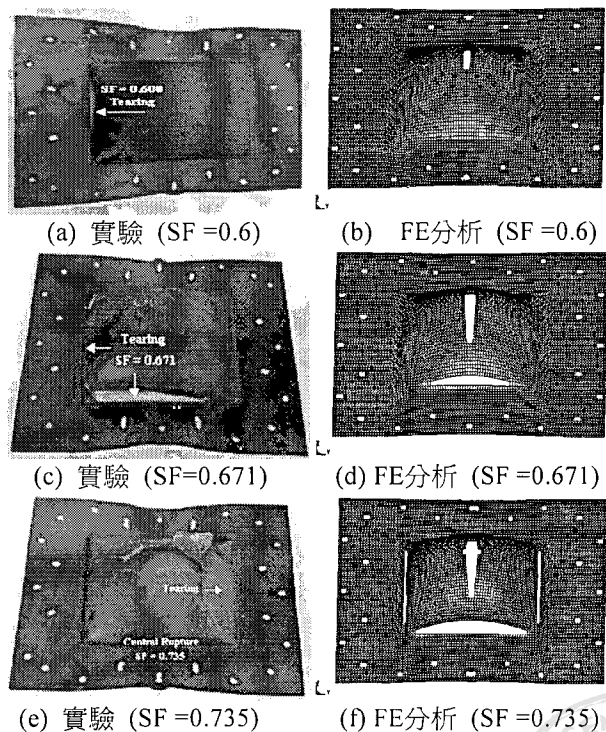 SF = 0.600
Tearing
(a) 實驗 (SF =0.6)
(b) FE分析 (SF =0.6)
Tearing
SF = 0.671
(c) 實驗 (SF=0.671)
(d) FE分析 (SF =0.671)
Tearing
Central Rupture
SF = 0.735
(e) 實驗 (SF =0.735)
(f) FE分析 (SF =0.735)